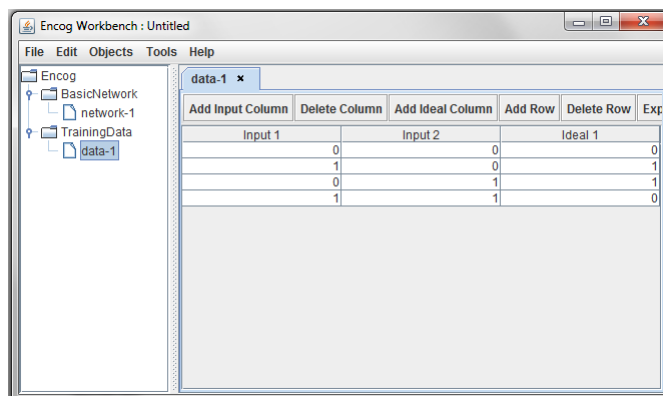 Encog Workbench : Untitled
File Edit Objects Tools Help
Encog
BasicNetwork
network-1
TrainingData
data-1
data-1 ×
Add Input Column Delete Column Add Ideal Column Add Row Delete Row Exp
Input 1 Input 2 Ideal 1
0 0 0
1 0 1
0 1 1
1 1 0